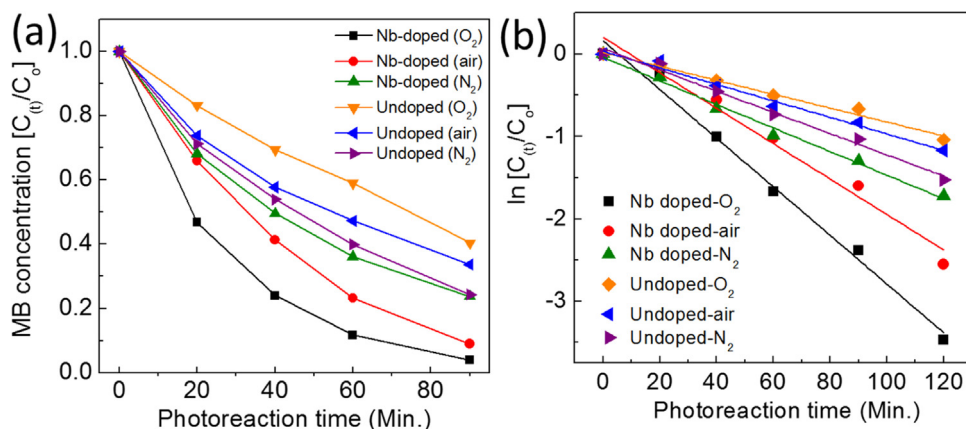 (a)
MB concentration [C₍ₜ₎/Cₒ]
1.0
0.8
0.6
0.4
0.2
0.0
Nb-doped (O₂)
Nb-doped (air)
Nb-doped (N₂)
Undoped (O₂)
Undoped (air)
Undoped (N₂)
0 20 40 60 80
Photoreaction time (Min.)
(b)
ln [C₍ₜ₎/Cₒ]
0
-1
-2
-3
Nb doped-O₂
Nb doped-air
Nb doped-N₂
Undoped-O₂
Undoped-air
Undoped-N₂
0 20 40 60 80 100 120
Photoreaction time (Min.)